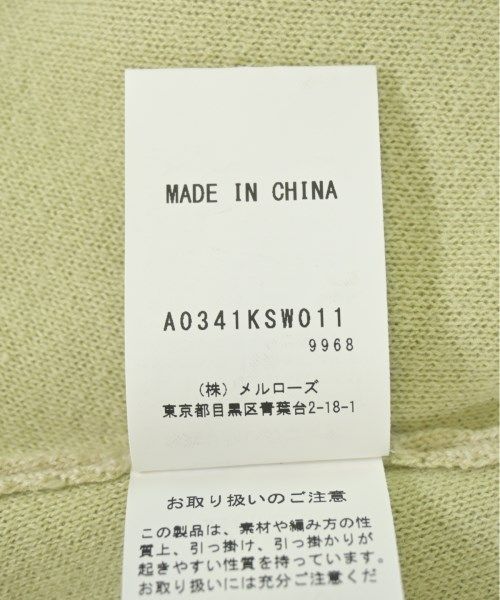 MADE IN CHINA
A0341KSW011
9968
(株) メルローズ
東京都目黒区青葉台2-18-1
お取り扱いのご注意
この製品は、素材や編み方の性
質上、引っ掛け、引っ掛かりが
起きやすい性質を持っています。
お取り扱いには充分ご注意くだ